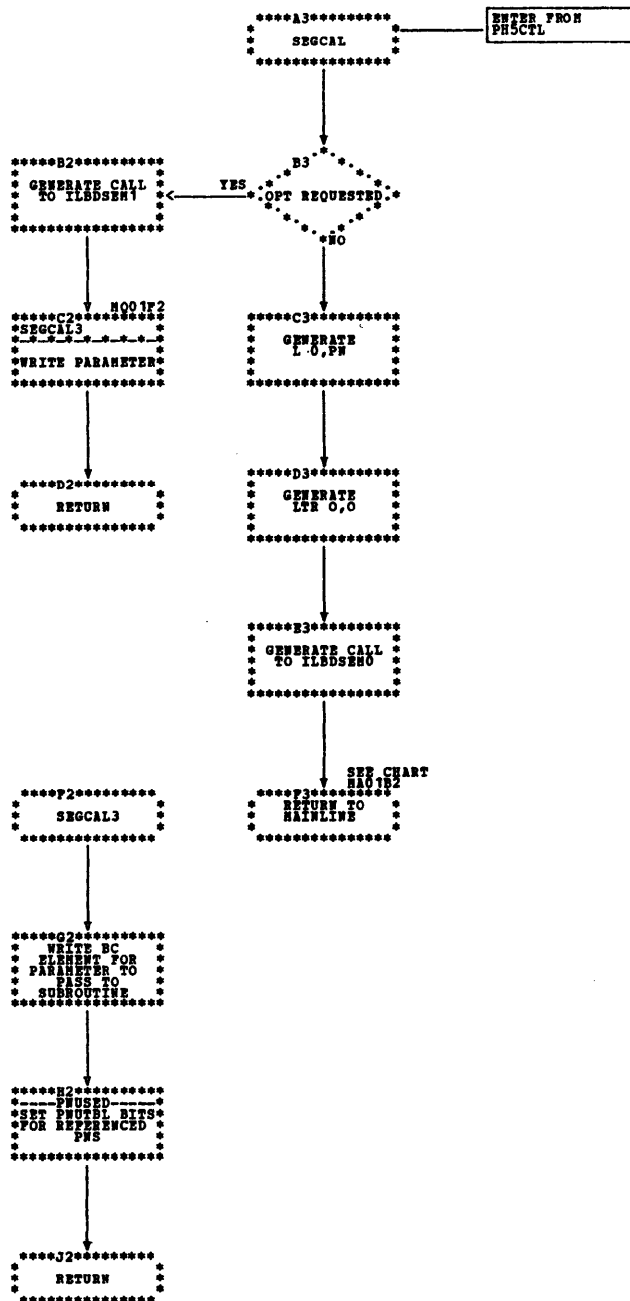 A3
SEGCAL
ENTER FROM
PH5CTL
B3
OPT REQUESTED
YES
NO
B2
GENERATE CALL
TO ILBDSEM1
MQ01F2
C2
SEGCAL3
WRITE PARAMETER
D2
RETURN
C3
GENERATE
L 0,PN
D3
GENERATE
LTR 0,0
E3
GENERATE CALL
TO ILBDSEM0
SEE CHART
MA01B2
F3
RETURN TO
MAINLINE
F2
SEGCAL3
G2
WRITE BC
ELEMENT FOR
PARAMETER TO
PASS TO
SUBROUTINE
H2
PNUSED
SET PNUTBL BITS
FOR REFERENCED
PNS
J2
RETURN